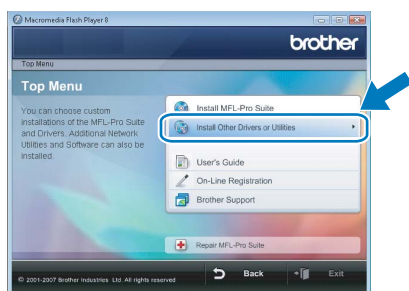 Macromedia Flash Player 8
brother
Top Menu
Top Menu
You can choose custom
installations of the MFL-Pro Suite
and Drivers. Additional Network
Utilities and Software can also be
installed.
Install MFL-Pro Suite
Install Other Drivers or Utilities
User's Guide
On-Line Registration
Brother Support
Repair MFL-Pro Suite
© 2001-2007 Brother Industries Ltd. All rights reserved
Back
Exit